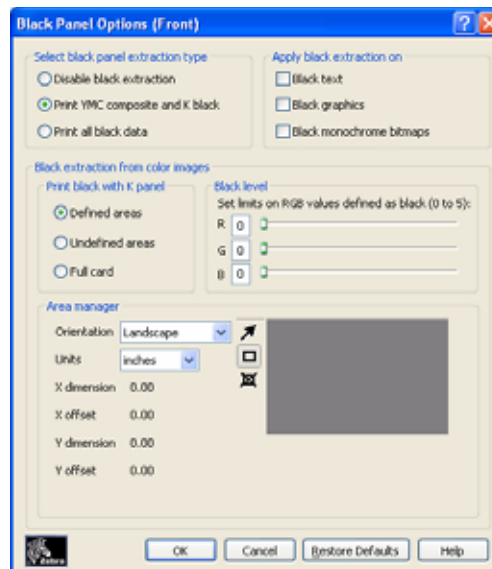 Black Panel Options (Front)
Select black panel extraction type
Disable black extraction
Print YMC composite and K black
Print all black data
Apply black extraction on
Black text
Black graphics
Black monochrome bitmaps
Black extraction from color images
Print black with K panel
Defined areas
Undefined areas
Full card
Black level
Set limits on RGB values defined as black (0 to 5):
R 0
G 0
B 0
Area manager
Orientation Landscape
Units inches
X dimension 0.00
X offset 0.00
Y dimension 0.00
Y offset 0.00
Zebra
OK Cancel Restore Defaults Help